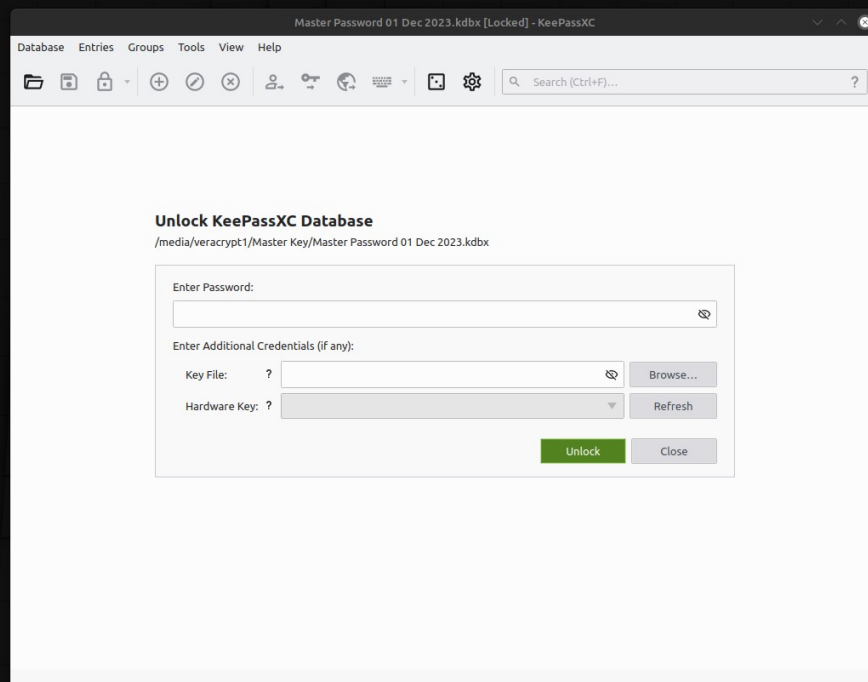 Master Password 01 Dec 2023.kdbx [Locked] - KeePassXC
Database Entries Groups Tools View Help
Search (Ctrl+F)... ?
Unlock KeePassXC Database
/media/veracrypt1/Master Key/Master Password 01 Dec 2023.kdbx
Enter Password:
Enter Additional Credentials (if any):
Key File: ? Browse...
Hardware Key: ? Refresh
Unlock Close